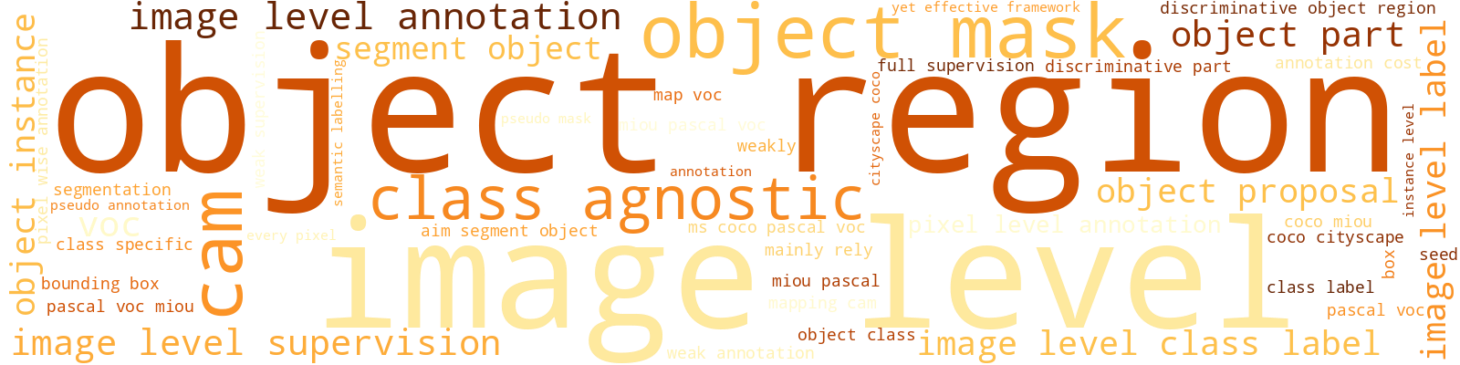 image level annotation
yet effective framework
discriminative object region
object mask
object part
segment object
full supervision
discriminative part
annotation cost
object region
map voc
pseudo mask
miou pascal voc
weakly
semantic labelling
cityscape coco
instance level
object instance
pixel wise annotation
weak supervision
annotation
class agnostic
object proposal
segmentation
pseudo annotation
voc
cam
class specific
every pixel
aim segment object
ms coco pascal voc
mainly rely
pixel level annotation
coco miou
coco cityscape
box
seed
image level
image level label
bounding box
pascal voc miou
miou pascal
mapping cam
class label
pascal voc
object class
image level supervision
weak annotation
image level class label